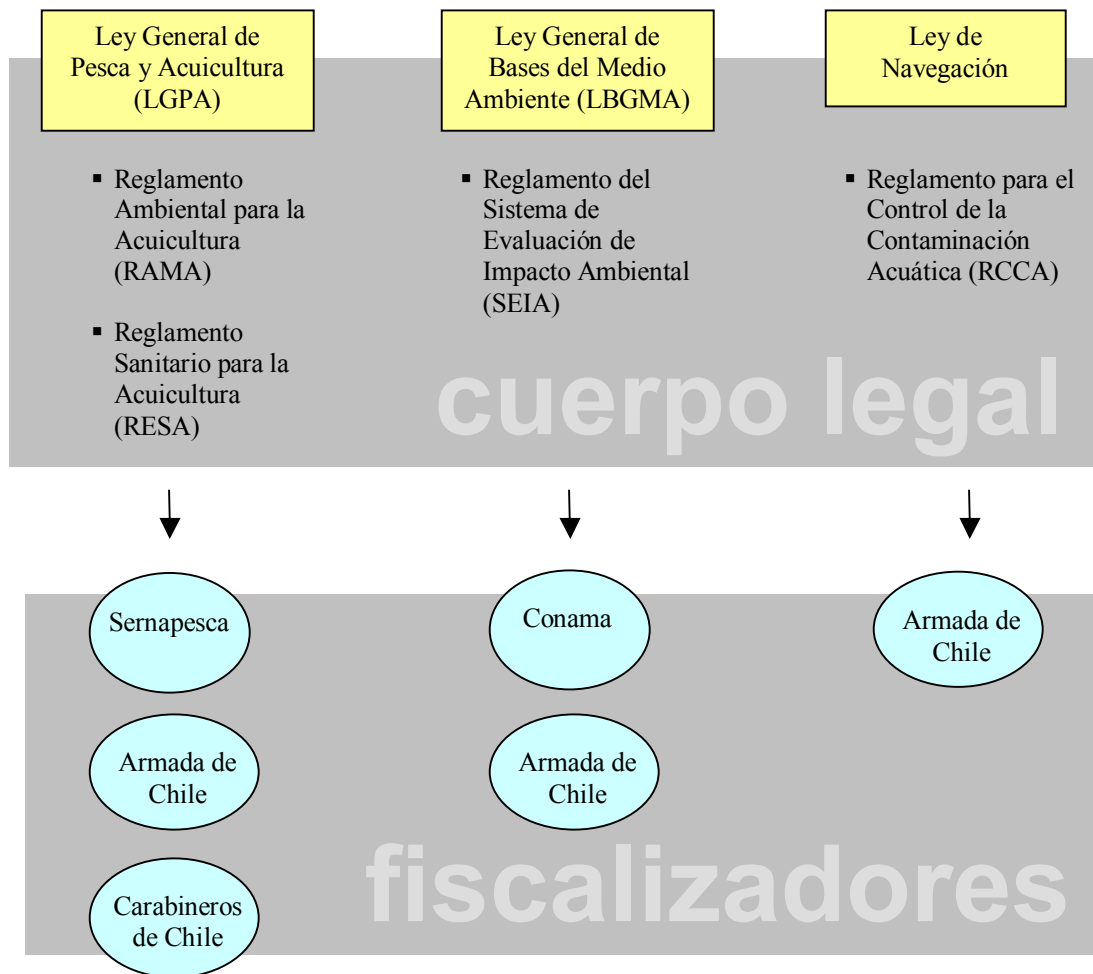 Ley General de
Pesca y Acuicultura
(LGPA)
Ley General de
Bases del Medio
Ambiente (LBGMA)
Ley de
Navegación
▪ Reglamento
Ambiental para la
Acuicultura
(RAMA)
▪ Reglamento
Sanitario para la
Acuicultura
(RESA)
▪ Reglamento del
Sistema de
Evaluación de
Impacto Ambiental
(SEIA)
▪ Reglamento para el
Control de la
Contaminación
Acuática (RCCA)
cuerpo legal
Sernapesca
Conama
Armada de
Chile
Armada de
Chile
Armada de
Chile
Carabineros
de Chile
fiscalizadores